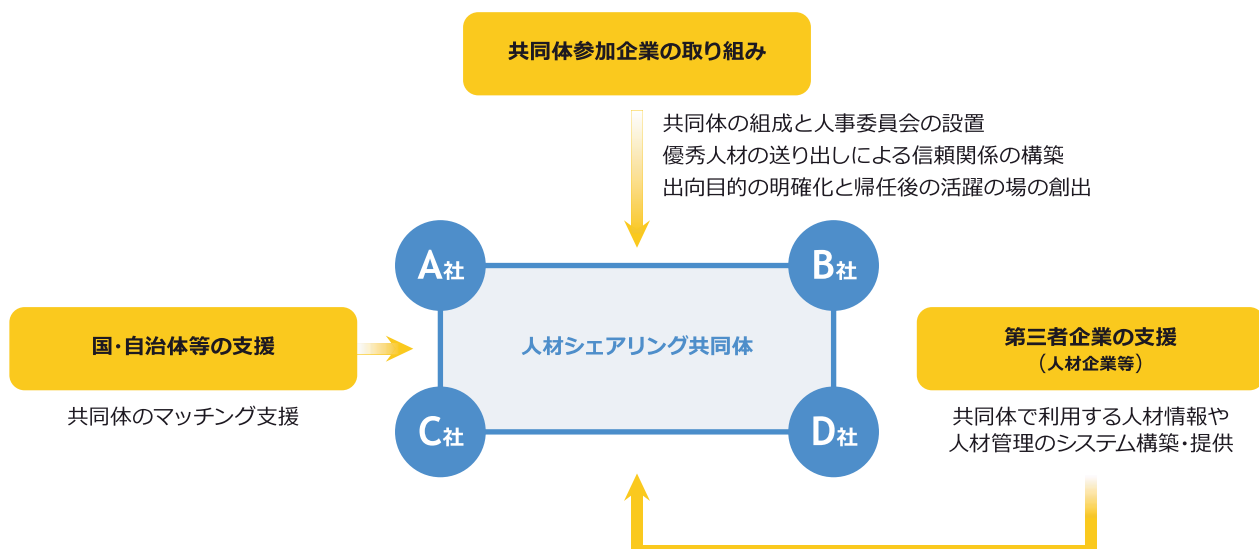 共同体参加企業の取り組み
共同体の組成と人事委員会の設置
優秀人材の送り出しによる信頼関係の構築
出向目的の明確化と帰任後の活躍の場の創出
A社
B社
国・自治体等の支援
共同体のマッチング支援
人材シェアリング共同体
第三者企業の支援
（人材企業等）
共同体で利用する人材情報や
人材管理のシステム構築・提供
C社
D社